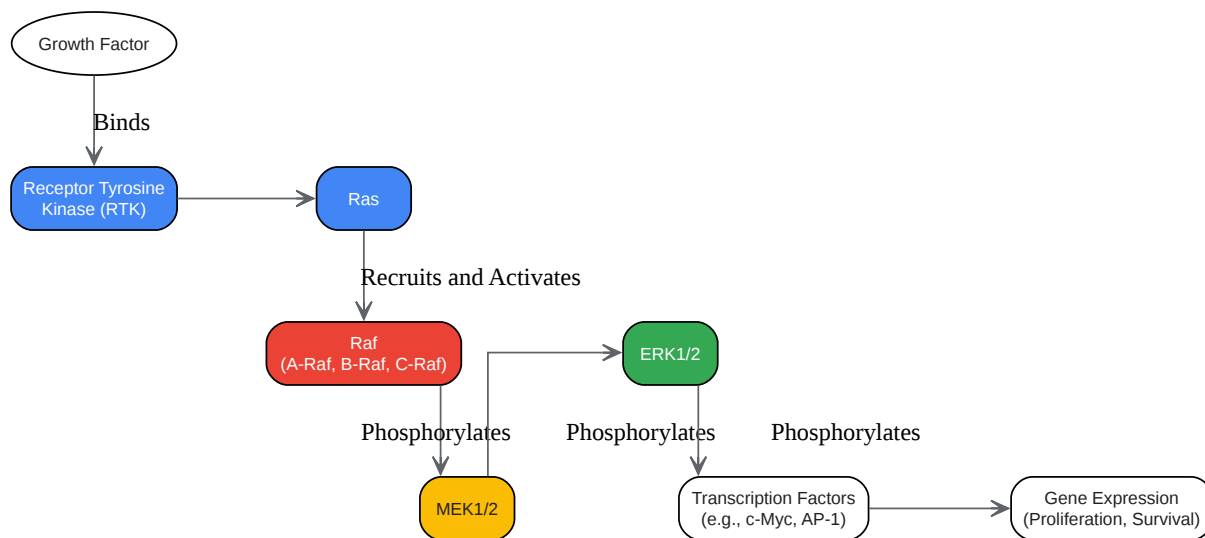 Growth Factor
Binds
Receptor Tyrosine
Kinase (RTK)
Ras
Recruits and Activates
Raf
(A-Raf, B-Raf, C-Raf)
ERK1/2
Phosphorylates
Phosphorylates
Phosphorylates
MEK1/2
Transcription Factors
(e.g., c-Myc, AP-1)
Gene Expression
(Proliferation, Survival)